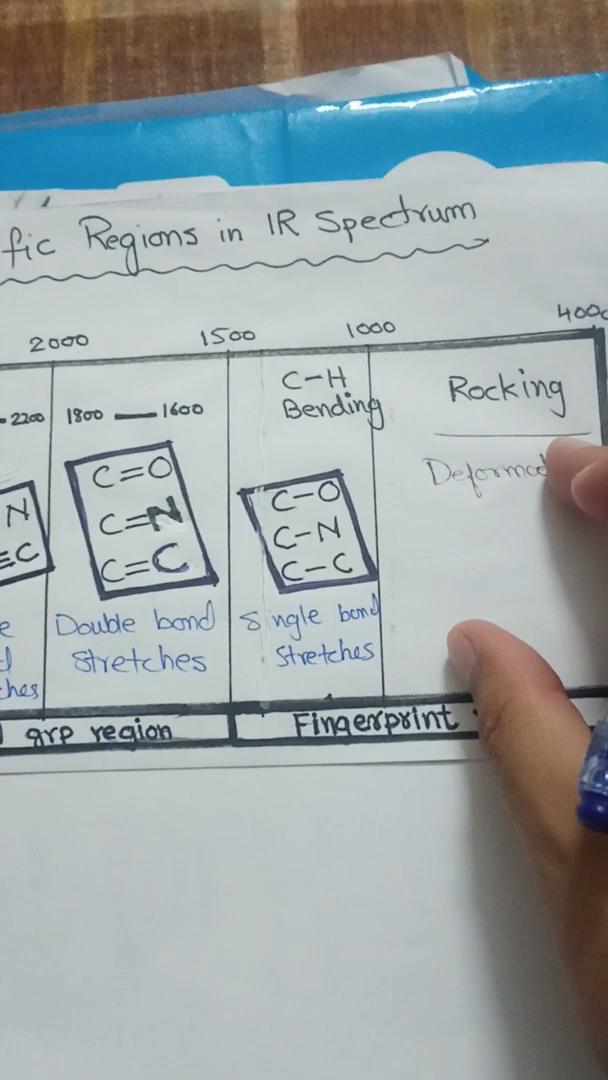 fic Regions in IR Spectrum
2000 1500 1000 400
2200 1800 — 1600
C-H
Bending
Rocking
N
≡C
C=O
C=N
C=C
C-O
C-N
C-C
Double bond
stretches
Single bond
stretches
ches
grp region
Fingerprint